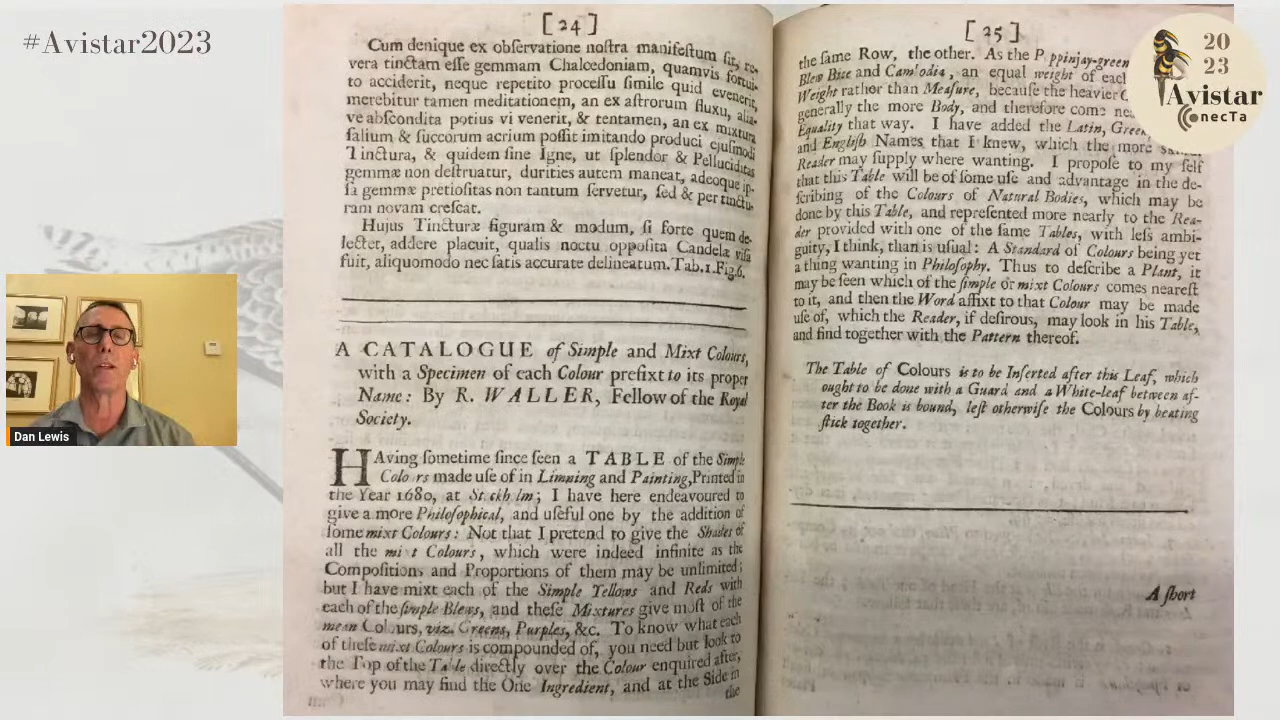 #Avistar2023
[24]
Cum denique ex obſervatione noſtra manifeſtum ſit, re-
vera tinctam eſſe gemmam Chalcedoniam, quamvis fortui-
to acciderit, neque repetito proceſſu ſimile quid evenerit,
merebitur tamen meditationem, an ex aſtrorum fluxu, alia-
ve abſcondita potius vi venerit, & tentamen, an ex mixtura
ſalium & ſuccorum acrium poſſit imitando produci ejuſmodi
Tinctura, & quidem ſine Igne, ut ſplendor & Pelluciditas
gemmæ non deſtruatur, durities autem maneat, adeoque ip-
ſa gemmæ pretioſitas non tantum ſervetur, ſed & per tinctu-
ram novam creſcat.
Hujus Tincturæ figuram & modum, ſi forte quem de-
lectet, addere placuit, qualis noctu oppoſita Candelæ viſa
fuit, aliquomodo nec ſatis accurate delineatum. Tab.1.Fig.6.
A CATALOGUE of Simple and Mixt Colours,
with a Specimen of each Colour prefixt to its proper
Name: By R. WALLER, Fellow of the Royal
Society.
HAving ſometime ſince ſeen a TABLE of the Simple
Colo rs made uſe of in Limning and Painting, Printed in
the Year 1680, at St.ckh lm; I have here endeavoured to
give a more Philoſophical, and uſeful one by the addition of
ſome mixt Colours: Not that I pretend to give the Shades of
all the mi t Colours, which were indeed infinite as the
Compoſitions and Proportions of them may be unlimited;
but I have mixt each of the Simple Yellows and Reds with
each of the ſimple Blews, and theſe Mixtures give moſt of the
mean Colours, viz. Greens, Purples, &c. To know what each
of theſe mixt Colours is compounded of, you need but look to
the Top of the Table directly over the Colour enquired after,
where you may find the One Ingredient, and at the Side in
the
[25]
the ſame Row, the other. As the P ppinjay-green
Blew Bize and Cambodia, an equal weight of each
Weight rather than Meaſure, becauſe the heavier
generally the more Body, and therefore come
Equality that way. I have added the Latin, Greek
and Engliſh Names that I knew, which the more
Reader may ſupply where wanting. I propoſe to my ſelf
that this Table will be of ſome uſe and advantage in the de-
ſcribing of the Colours of Natural Bodies, which may be
done by this Table, and repreſented more nearly to the Rea-
der provided with one of the ſame Tables, with leſs ambi-
guity, I think, than is uſual: A Standard of Colours being yet
a thing wanting in Philoſophy. Thus to deſcribe a Plant, it
may be ſeen which of the ſimple or mixt Colours comes neareſt
to it, and then the Word affixt to that Colour may be made
uſe of, which the Reader, if deſirous, may look in his Table,
and find together with the Pattern thereof.
The Table of Colours is to be Inſerted after this Leaf, which
ought to be done with a Guard and a White-leaf between af-
ter the Book is bound, leſt otherwiſe the Colours by beating
ſtick together.
A ſhort
20
23
Avistar
ConecTa
Dan Lewis